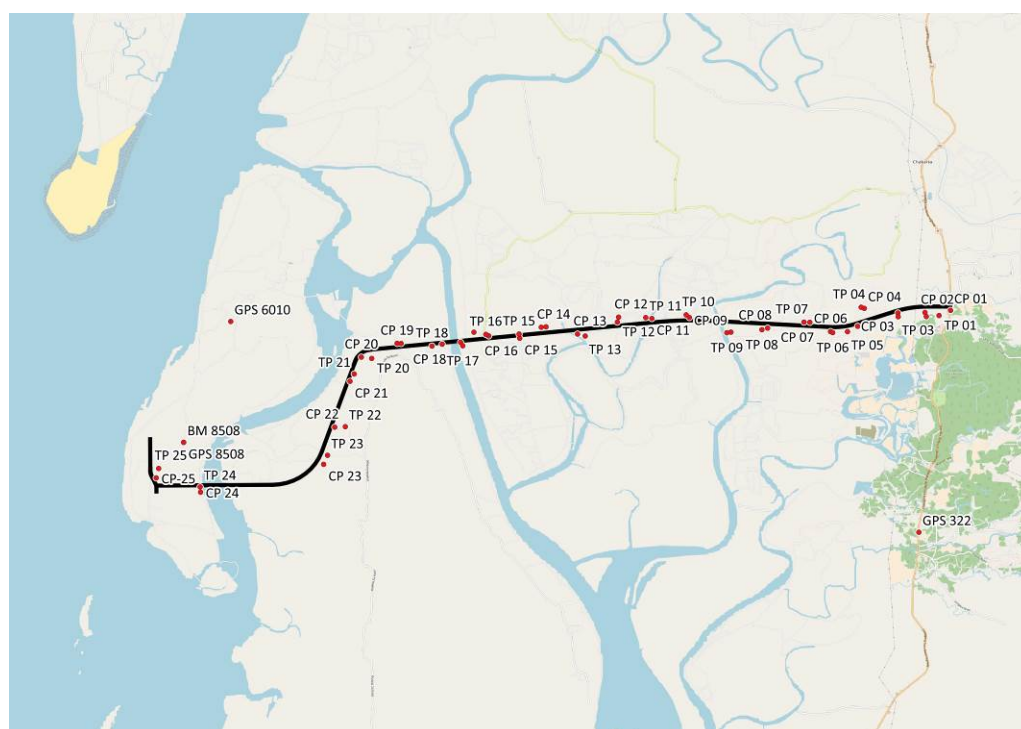 Chakaria
GPS 6010
TP 04
CP 04
CP 02
CP 01
CP 12
TP 11
TP 10
TP 07
CP 06
CP 08
TP 16
TP 15
CP 14
CP 13
TP 12
CP 11
CP 09
CP 03
TP 03
TP 01
CP 19
TP 18
TP 09
TP 08
CP 07
TP 06
TP 05
CP 20
CP 18
TP 17
CP 16
CP 15
TP 13
TP 21
TP 20
CP 21
CP 22
TP 22
BM 8508
TP 23
TP 25
GPS 8508
CP-25
TP 24
CP 23
CP 24
GPS 322